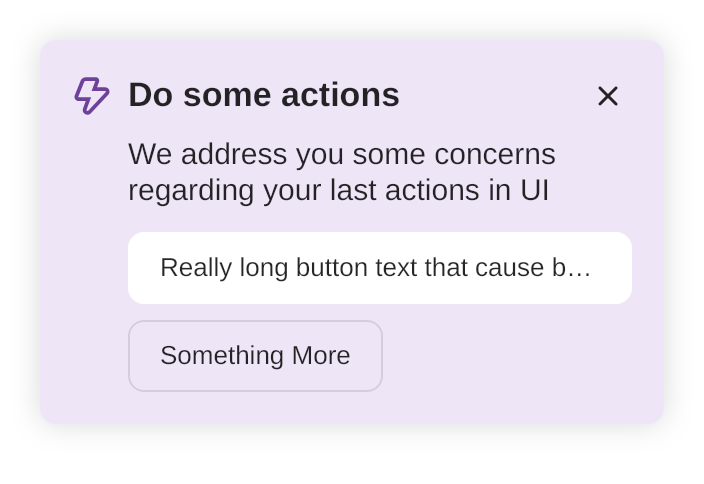 Do some actions
We address you some concerns
regarding your last actions in UI
Really long button text that cause b…
Something More